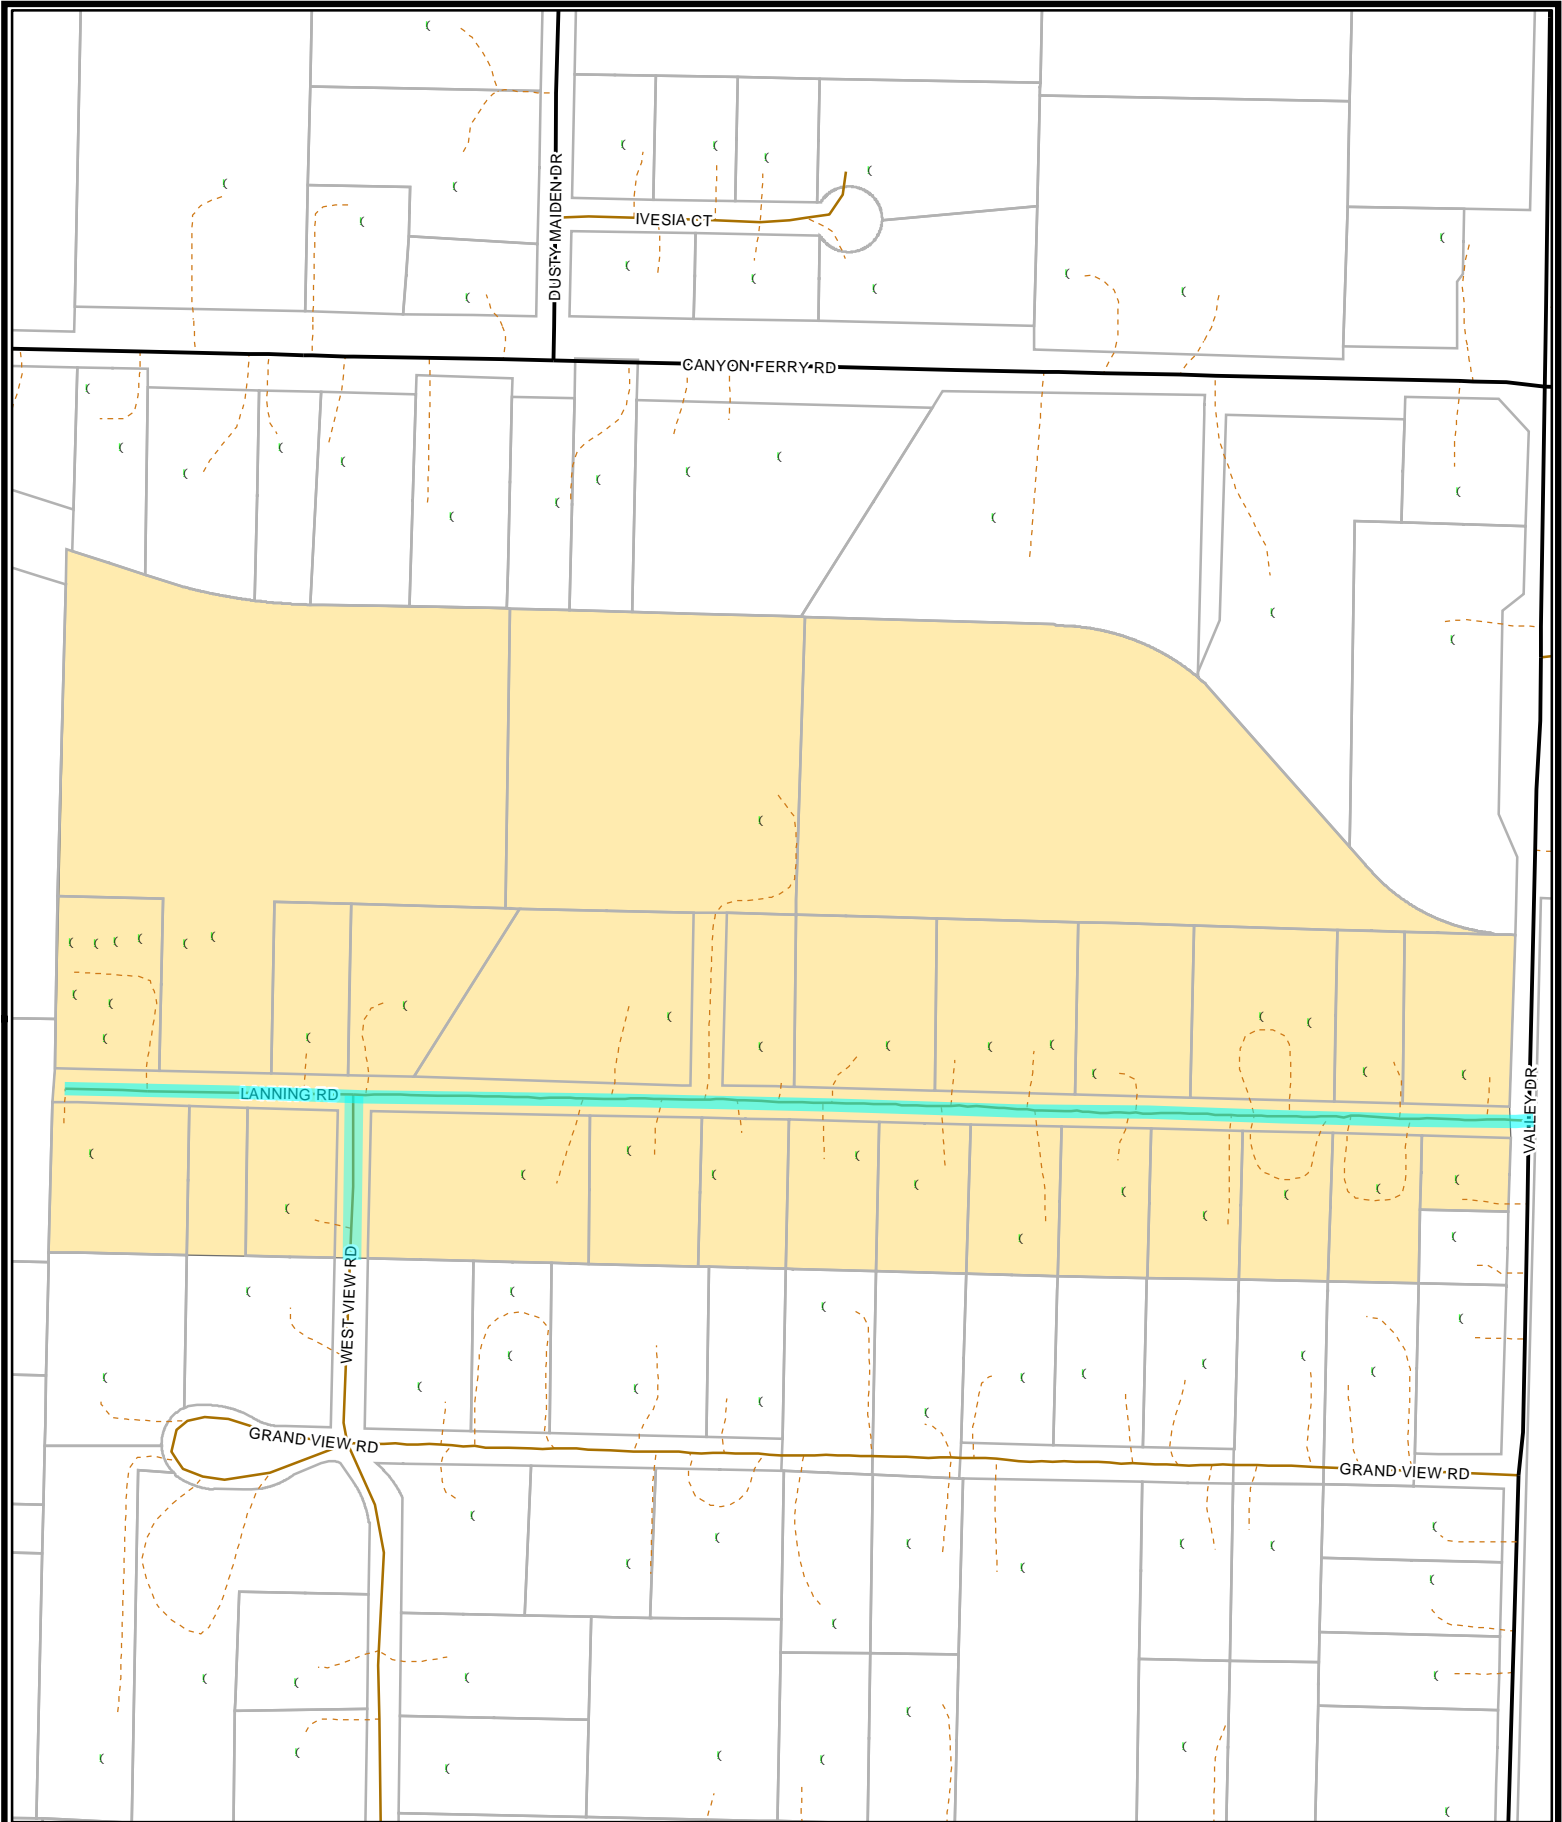 DUSTY MAIDEN DR
IVESIA CT
CANYON FERRY RD
LANNING RD
VALLEY DR
WEST VIEW RD
GRAND VIEW RD
GRAND VIEW RD